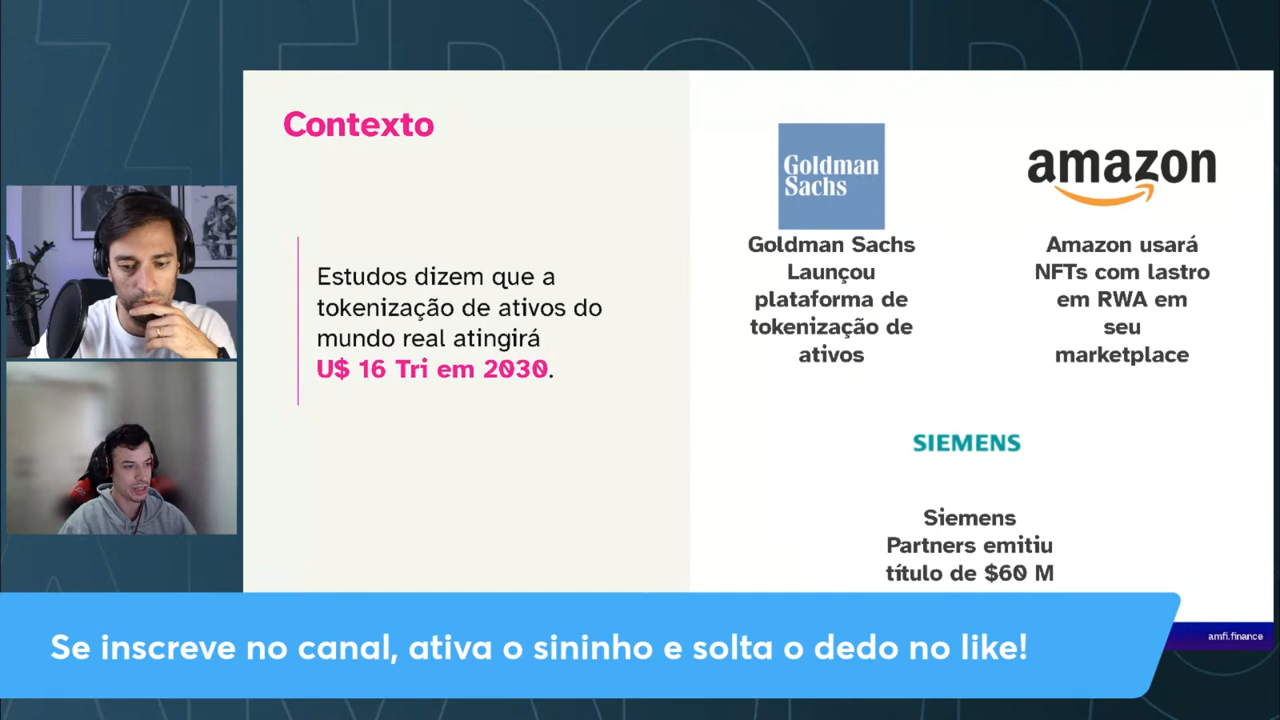 Contexto
Estudos dizem que a
tokenização de ativos do
mundo real atingirá
U$ 16 Tri em 2030.
Goldman
Sachs
Goldman Sachs
Launçou
plataforma de
tokenização de
ativos
amazon
Amazon usará
NFTs com lastro
em RWA em
seu
marketplace
SIEMENS
Siemens
Partners emitiu
título de $60 M
amfi.finance
Se inscreve no canal, ativa o sininho e solta o dedo no like!